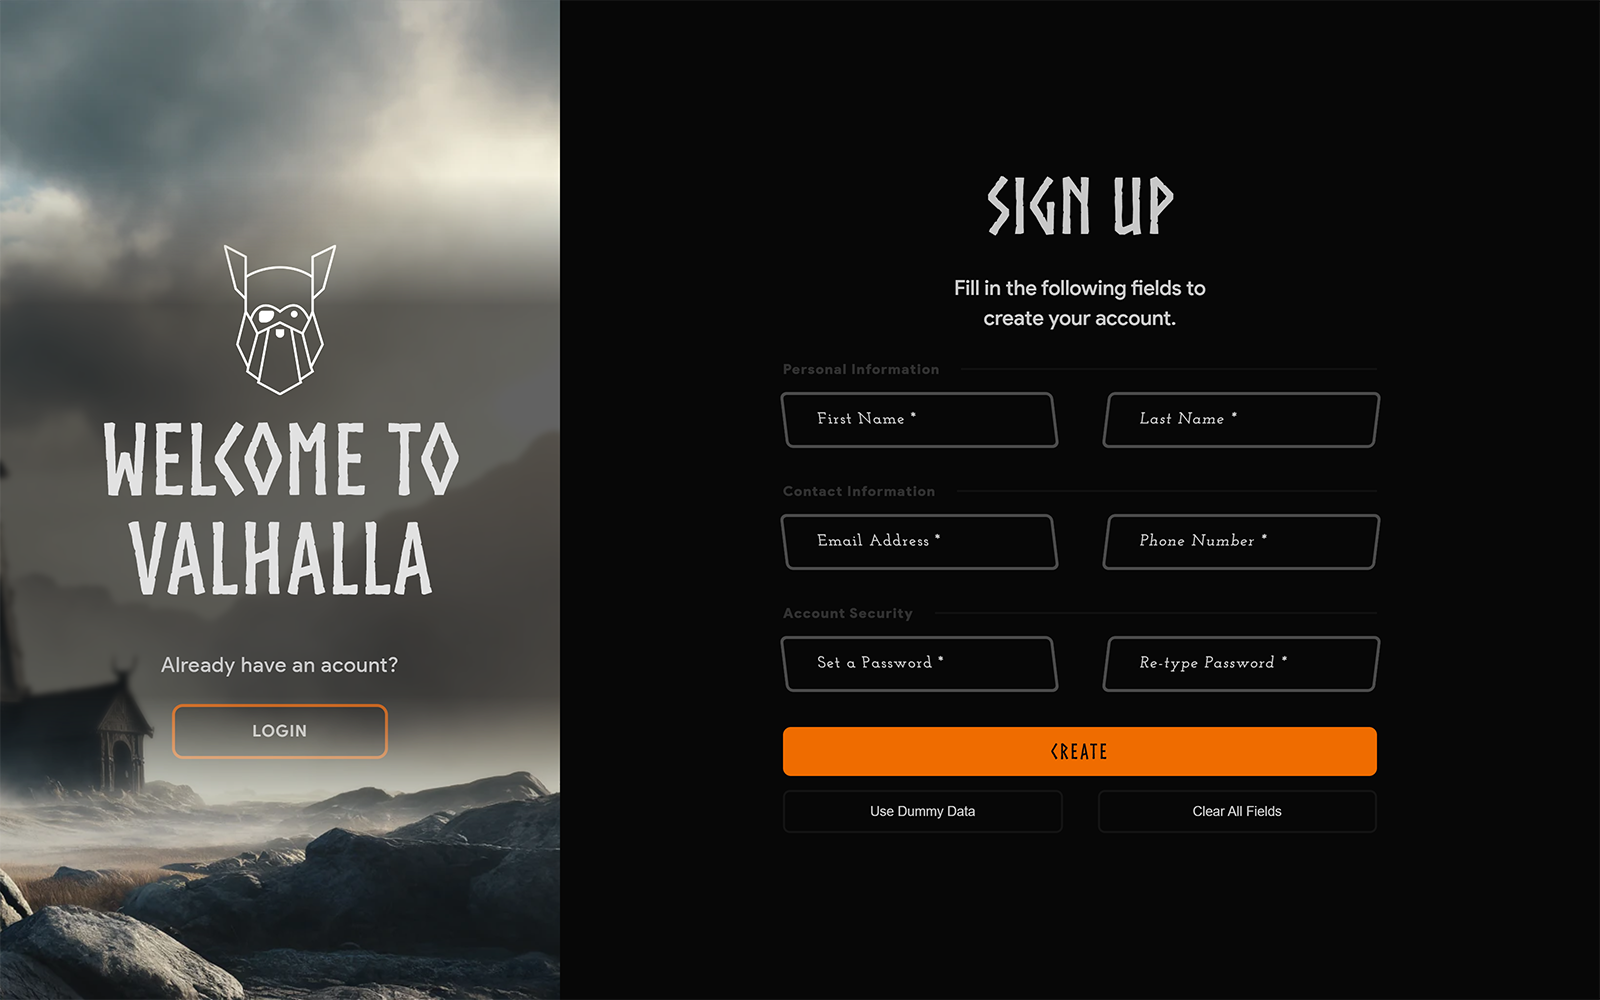 WELCOME TO
VALHALLA
Already have an acount?
LOGIN
SIGN UP
Fill in the following fields to
create your account.
Personal Information
First Name *
Last Name *
Contact Information
Email Address *
Phone Number *
Account Security
Set a Password *
Re-type Password *
CREATE
Use Dummy Data
Clear All Fields